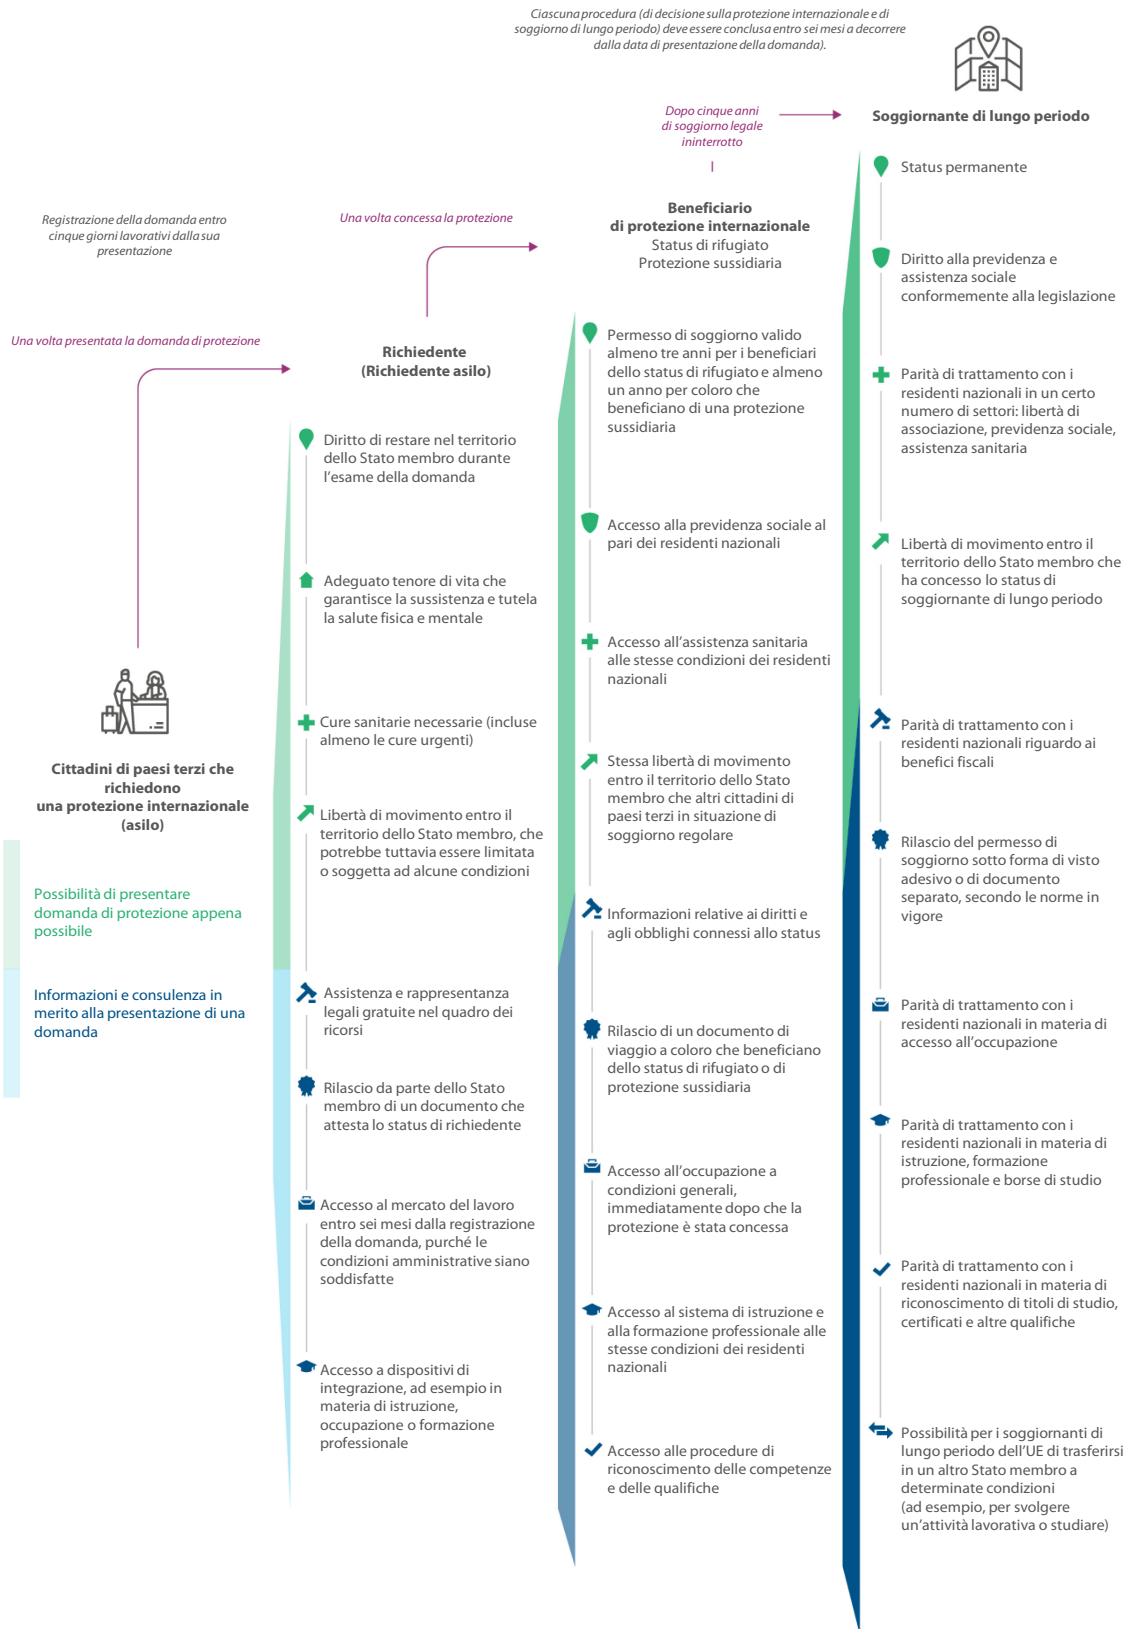 Ciascuna procedura (di decisione sulla protezione internazionale e di
soggiorno di lungo periodo) deve essere conclusa entro sei mesi a decorrere
dalla data di presentazione della domanda).
Registrazione della domanda entro
cinque giorni lavorativi dalla sua
presentazione
Una volta presentata la domanda di protezione
Cittadini di paesi terzi che
richiedono
una protezione internazionale
(asilo)
Possibilità di presentare
domanda di protezione appena
possibile
Informazioni e consulenza in
merito alla presentazione di una
domanda
Una volta concessa la protezione
Richiedente
(Richiedente asilo)
Diritto di restare nel territorio
dello Stato membro durante
l'esame della domanda
Adeguato tenore di vita che
garantisce la sussistenza e tutela
la salute fisica e mentale
Cure sanitarie necessarie (incluse
almeno le cure urgenti)
Libertà di movimento entro il
territorio dello Stato membro, che
potrebbe tuttavia essere limitata
o soggetta ad alcune condizioni
Assistenza e rappresentanza
legali gratuite nel quadro dei
ricorsi
Rilascio da parte dello Stato
membro di un documento che
attesta lo status di richiedente
Accesso al mercato del lavoro
entro sei mesi dalla registrazione
della domanda, purché le
condizioni amministrative siano
soddisfatte
Accesso a dispositivi di
integrazione, ad esempio in
materia di istruzione,
occupazione o formazione
professionale
Dopo cinque anni
di soggiorno legale
ininterrotto
Beneficiario
di protezione internazionale
Status di rifugiato
Protezione sussidiaria
Permesso di soggiorno valido
almeno tre anni per i beneficiari
dello status di rifugiato e almeno
un anno per coloro che
beneficiano di una protezione
sussidiaria
Accesso alla previdenza sociale al
pari dei residenti nazionali
Accesso all'assistenza sanitaria
alle stesse condizioni dei residenti
nazionali
Stessa libertà di movimento
entro il territorio dello Stato
membro che altri cittadini di
paesi terzi in situazione di
soggiorno regolare
Informazioni relative ai diritti e
agli obblighi connessi allo status
Rilascio di un documento di
viaggio a coloro che beneficiano
dello status di rifugiato o di
protezione sussidiaria
Accesso all'occupazione a
condizioni generali,
immediatamente dopo che la
protezione è stata concessa
Accesso al sistema di istruzione e
alla formazione professionale alle
stesse condizioni dei residenti
nazionali
Accesso alle procedure di
riconoscimento delle competenze
e delle qualifiche
Soggiornante di lungo periodo
Status permanente
Diritto alla previdenza e
assistenza sociale
conformemente alla legislazione
Parità di trattamento con i
residenti nazionali in un certo
numero di settori: libertà di
associazione, previdenza sociale,
assistenza sanitaria
Libertà di movimento entro il
territorio dello Stato membro che
ha concesso lo status di
soggiornante di lungo periodo
Parità di trattamento con i
residenti nazionali riguardo ai
benefici fiscali
Rilascio del permesso di
soggiorno sotto forma di visto
adesivo o di documento
separato, secondo le norme in
vigore
Parità di trattamento con i
residenti nazionali in materia di
accesso all'occupazione
Parità di trattamento con i
residenti nazionali in materia di
istruzione, formazione
professionale e borse di studio
Parità di trattamento con i
residenti nazionali in materia di
riconoscimento di titoli di studio,
certificati e altre qualifiche
Possibilità per i soggiornanti di
lungo periodo dell'UE di trasferirsi
in un altro Stato membro a
determinate condizioni
(ad esempio, per svolgere
un'attività lavorativa o studiare)